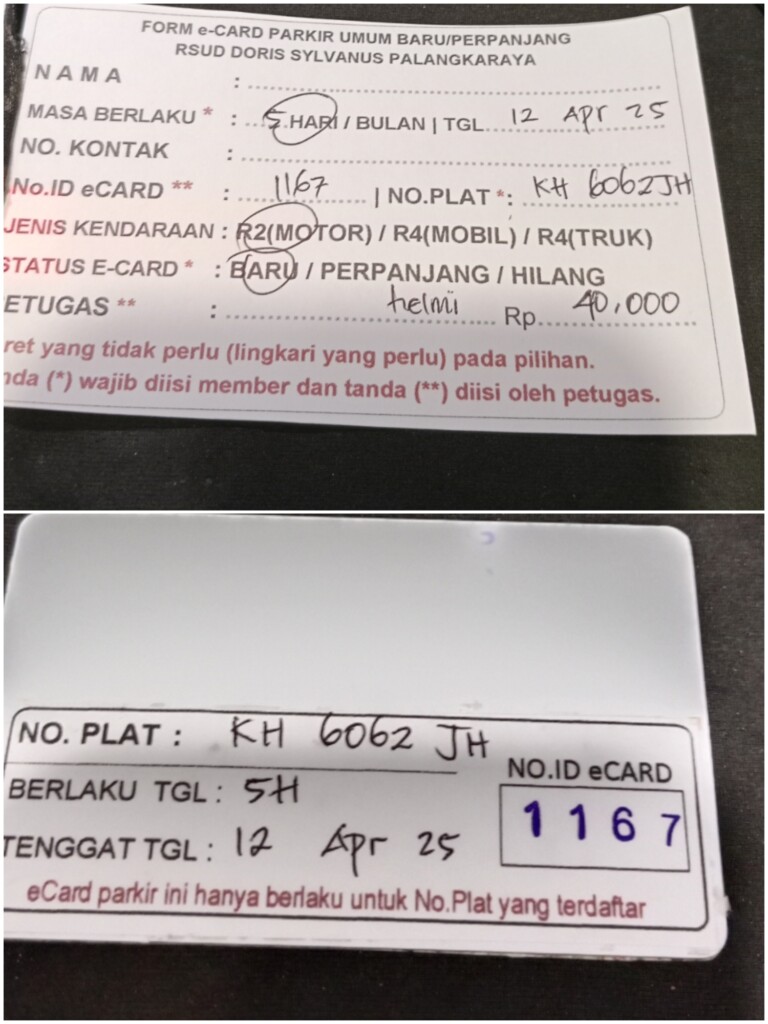 FORM e-CARD PARKIR UMUM BARU/PERPANJANG
RSUD DORIS SYLVANUS PALANGKARAYA
NAMA :
MASA BERLAKU * : 5 HARI / BULAN | TGL 12 Apr 25
NO. KONTAK :
No.ID eCARD ** : 1167 | NO.PLAT *: KH 6062JH
JENIS KENDARAAN : R2(MOTOR) / R4(MOBIL) / R4(TRUK)
STATUS E-CARD * : BARU / PERPANJANG / HILANG
ETUGAS ** : helmi Rp. 40,000
ret yang tidak perlu (lingkari yang perlu) pada pilihan.
nda (*) wajib diisi member dan tanda (**) diisi oleh petugas.
NO. PLAT : KH 6062 JH
NO.ID eCARD
BERLAKU TGL : 5H
1167
TENGGAT TGL : 12 Apr 25
eCard parkir ini hanya berlaku untuk No.Plat yang terdaftar